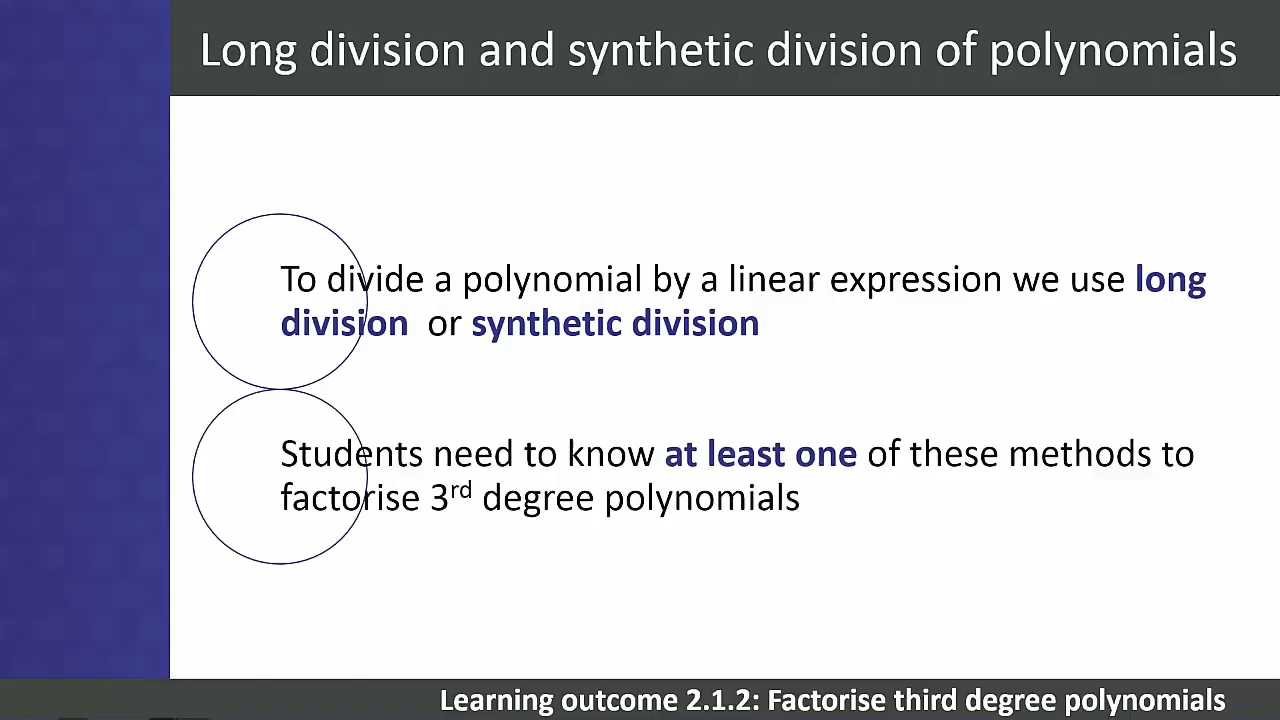 Long division and synthetic division of polynomials
To divide a polynomial by a linear expression we use long
division or synthetic division
Students need to know at least one of these methods to
factorise 3rd degree polynomials
Learning outcome 2.1.2: Factorise third degree polynomials